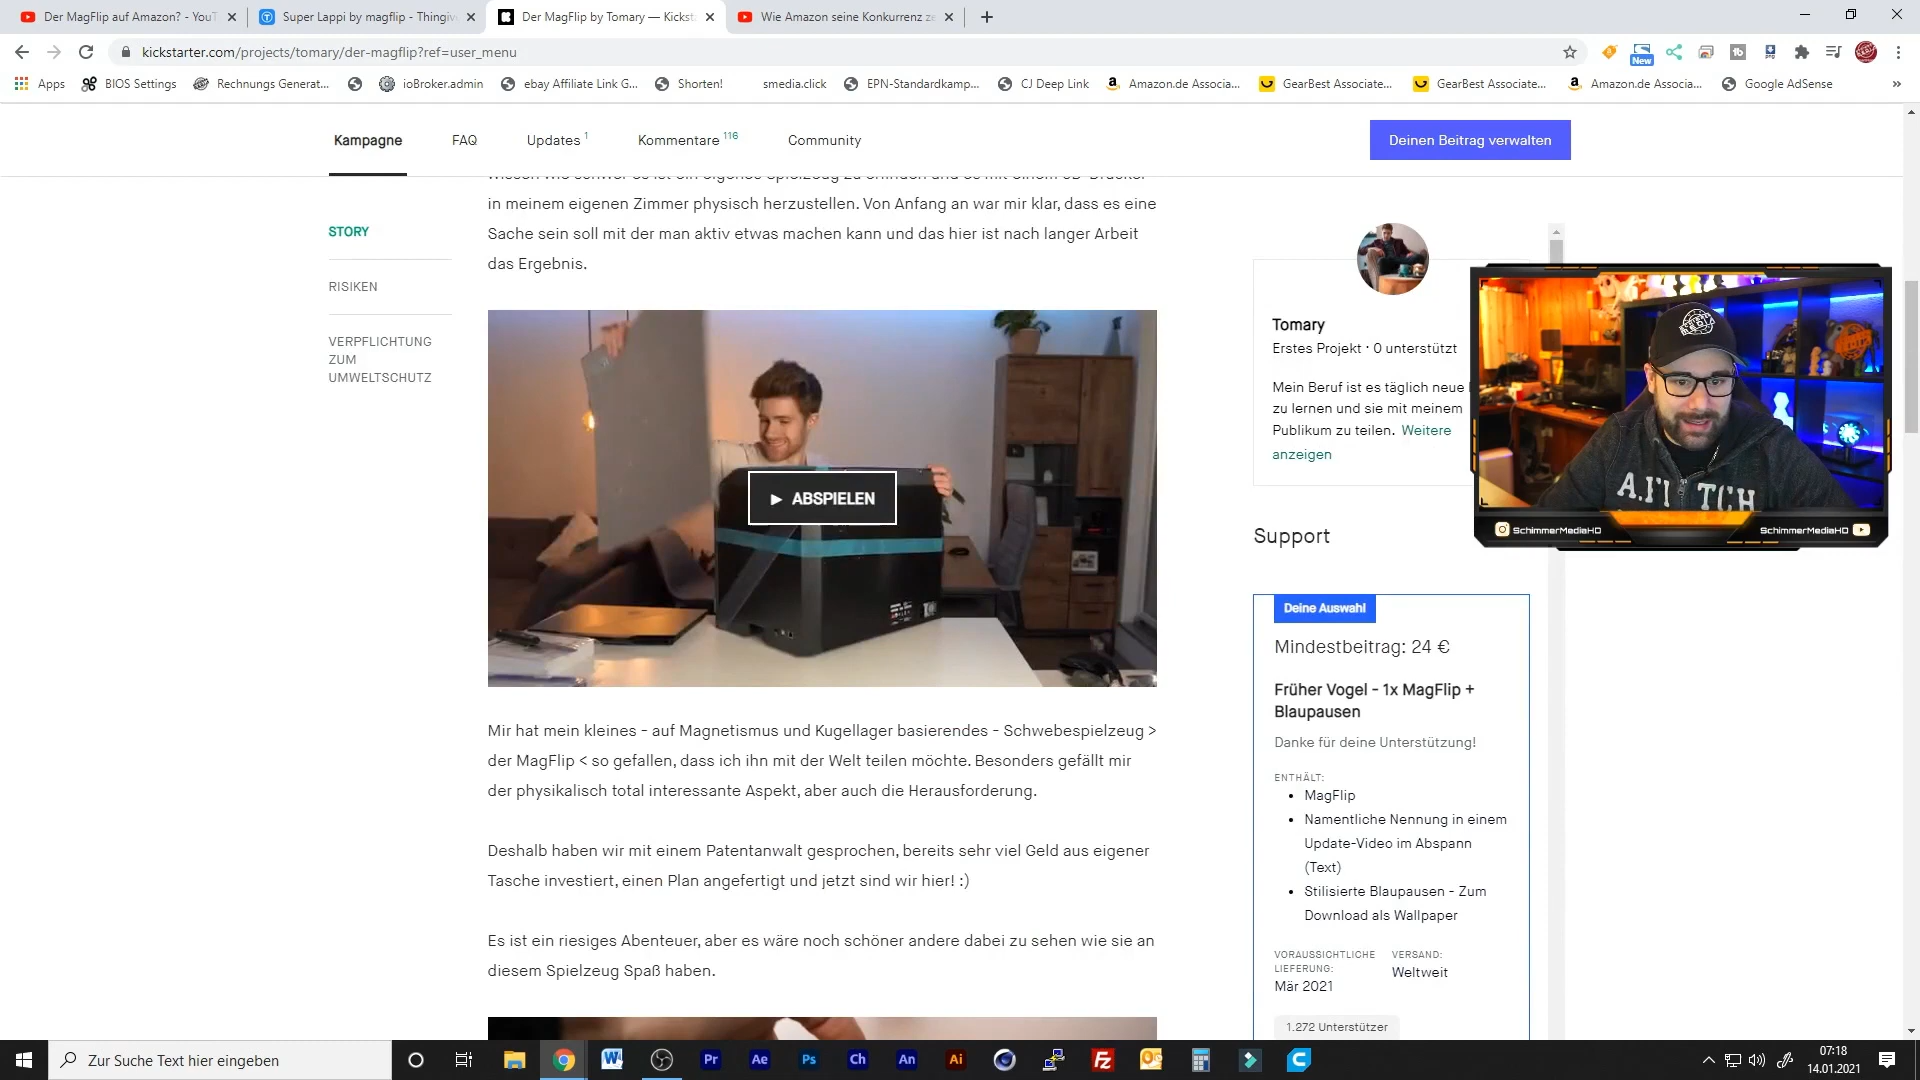 Der MagFlip auf Amazon? - YouT
Super Lappi by magflip - Thingiv
Der MagFlip by Tomary — Kickst
Wie Amazon seine Konkurrenz ze
kickstarter.com/projects/tomary/der-magflip?ref=user_menu
New
Apps
BIOS Settings
Rechnungs Generat...
ioBroker.admin
ebay Affiliate Link G...
Shorten!
smedia.click
EPN-Standardkamp...
CJ Deep Link
Amazon.de Associa...
GearBest Associate...
GearBest Associate...
Amazon.de Associa...
Google AdSense
»
Kampagne
FAQ
Updates 1
Kommentare 116
Community
Deinen Beitrag verwalten
STORY
RISIKEN
VERPFLICHTUNG
ZUM
UMWELTSCHUTZ
in meinem eigenen Zimmer physisch herzustellen. Von Anfang an war mir klar, dass es eine
Sache sein soll mit der man aktiv etwas machen kann und das hier ist nach langer Arbeit
das Ergebnis.
► ABSPIELEN
Mir hat mein kleines - auf Magnetismus und Kugellager basierendes - Schwebespielzeug >
der MagFlip < so gefallen, dass ich ihn mit der Welt teilen möchte. Besonders gefällt mir
der physikalisch total interessante Aspekt, aber auch die Herausforderung.
Deshalb haben wir mit einem Patentanwalt gesprochen, bereits sehr viel Geld aus eigener
Tasche investiert, einen Plan angefertigt und jetzt sind wir hier! :)
Es ist ein riesiges Abenteuer, aber es wäre noch schöner andere dabei zu sehen wie sie an
diesem Spielzeug Spaß haben.
Tomary
Erstes Projekt · 0 unterstützt
Mein Beruf ist es täglich neue
zu lernen und sie mit meinem
Publikum zu teilen. Weitere
anzeigen
SchimmerMediaHD
SchimmerMediaHD
Support
Deine Auswahl
Mindestbeitrag: 24 €
Früher Vogel - 1x MagFlip +
Blaupausen
Danke für deine Unterstützung!
ENTHÄLT:
• MagFlip
• Namentliche Nennung in einem
Update-Video im Abspann
(Text)
• Stilisierte Blaupausen - Zum
Download als Wallpaper
VORAUSSICHTLICHE
LIEFERUNG:
Mär 2021
VERSAND:
Weltweit
1.272 Unterstützer
Zur Suche Text hier eingeben
Pr
Ae
Ps
Ch
An
Ai
07:18
14.01.2021